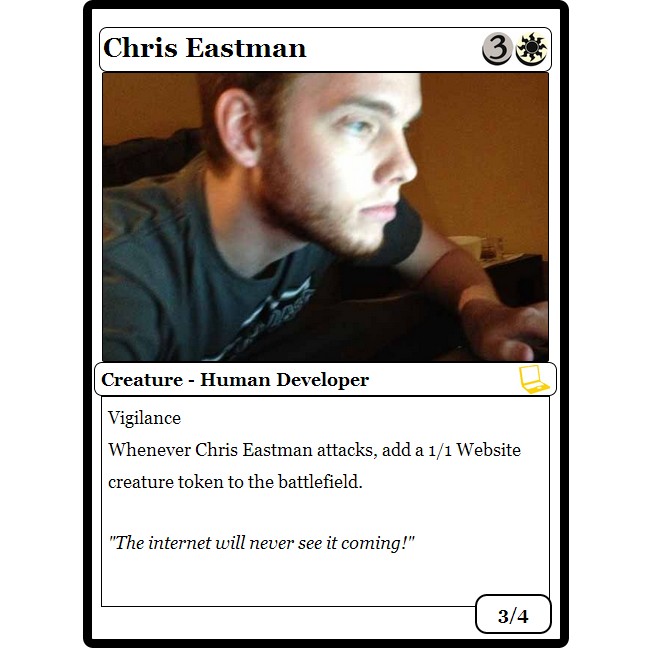 Chris Eastman 3
Creature - Human Developer
Vigilance
Whenever Chris Eastman attacks, add a 1/1 Website
creature token to the battlefield.
"The internet will never see it coming!"
3/4